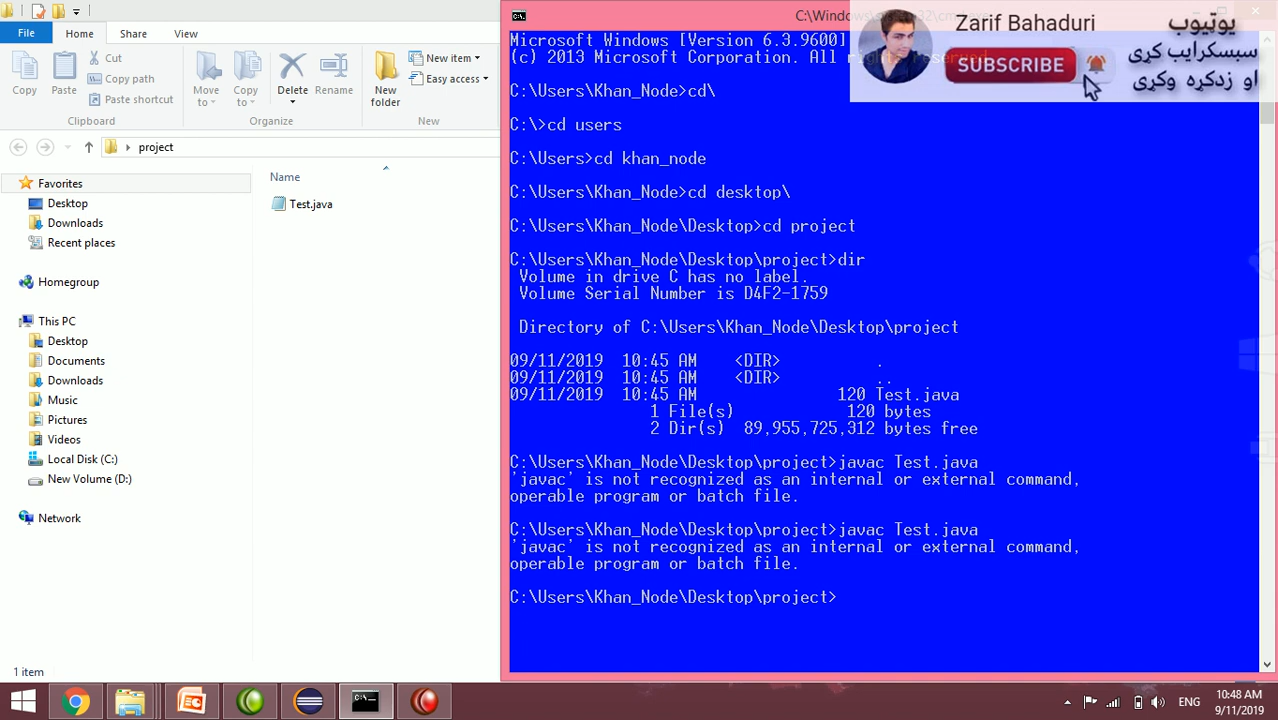 File
Home
Share
View
Copy
Paste
Cut
Copy path
Paste shortcut
Clipboard
Move to
Copy to
Delete
Rename
Organize
New folder
New item
Easy access
New
project
Favorites
Desktop
Downloads
Recent places
Homegroup
This PC
Desktop
Documents
Downloads
Music
Pictures
Videos
Local Disk (C:)
New Volume (D:)
Network
Name
Test.java
1 item
Microsoft Windows [Version 6.3.9600]
(c) 2013 Microsoft Corporation. All rights reserved.
C:\Users\Khan_Node>cd\
C:\>cd users
C:\Users>cd khan_node
C:\Users\Khan_Node>cd desktop\
C:\Users\Khan_Node\Desktop>cd project
C:\Users\Khan_Node\Desktop\project>dir
Volume in drive C has no label.
Volume Serial Number is D4F2-1759
Directory of C:\Users\Khan_Node\Desktop\project
09/11/2019 10:45 AM <DIR> .
09/11/2019 10:45 AM <DIR> ..
09/11/2019 10:45 AM 120 Test.java
1 File(s) 120 bytes
2 Dir(s) 89,955,725,312 bytes free
C:\Users\Khan_Node\Desktop\project>javac Test.java
'javac' is not recognized as an internal or external command,
operable program or batch file.
C:\Users\Khan_Node\Desktop\project>javac Test.java
'javac' is not recognized as an internal or external command,
operable program or batch file.
C:\Users\Khan_Node\Desktop\project>
Zarif Bahaduri
SUBSCRIBE
یوټیوب
سبسکرایب کړی
او زدکړه وکړی
ENG
10:48 AM
9/11/2019